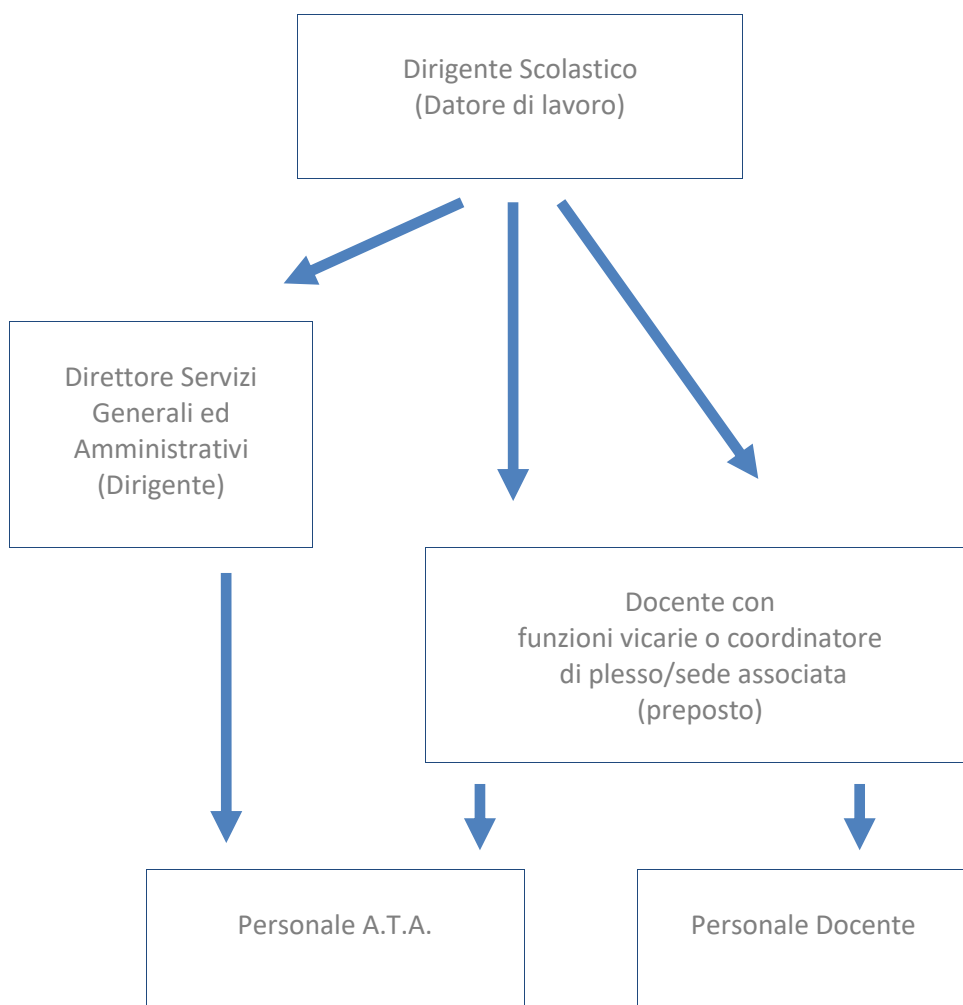 Dirigente Scolastico
(Datore di lavoro)
Direttore Servizi
Generali ed
Amministrativi
(Dirigente)
Docente con
funzioni vicarie o coordinatore
di plesso/sede associata
(preposto)
Personale A.T.A.
Personale Docente